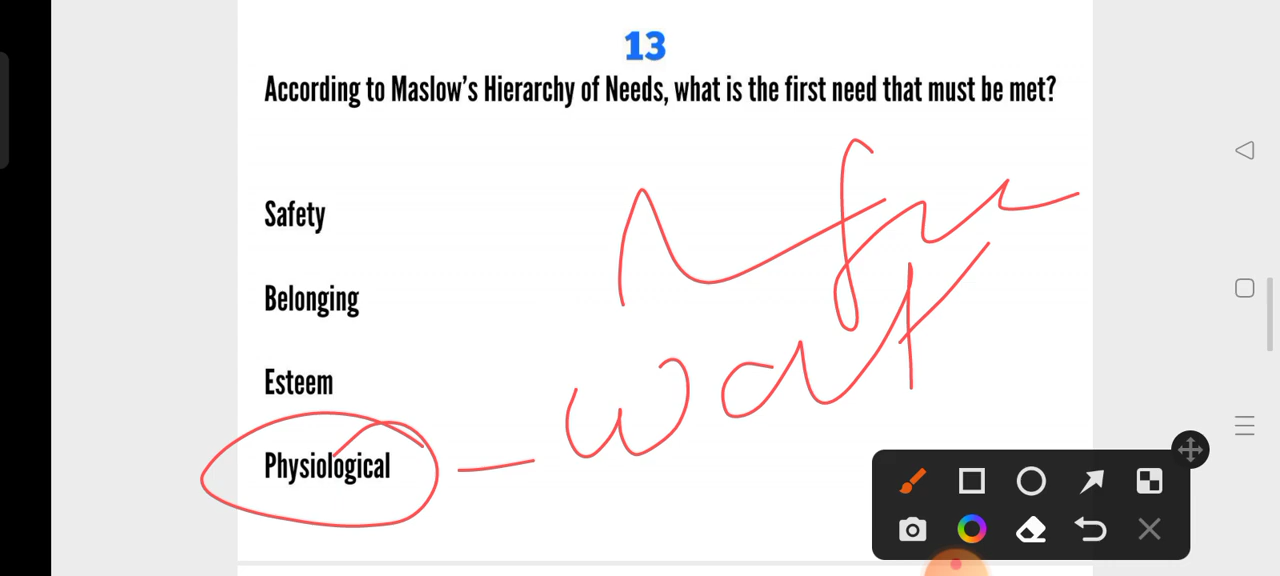 13
According to Maslow's Hierarchy of Needs, what is the first need that must be met?
Safety
Belonging
Esteem
Physiological